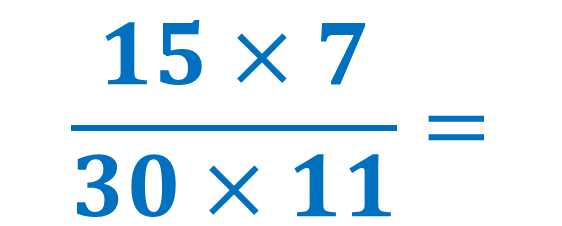 15 × 7
30 × 11
=